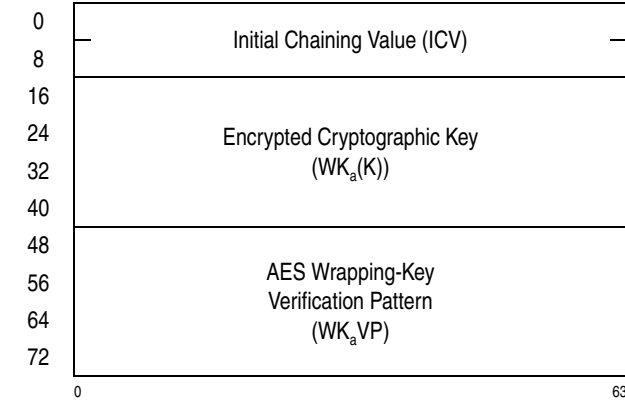 0
Initial Chaining Value (ICV)
8
16
24
Encrypted Cryptographic Key
32
(WKa(K))
40
48
56
AES Wrapping-Key
Verification Pattern
64
(WKaVP)
72
0 63